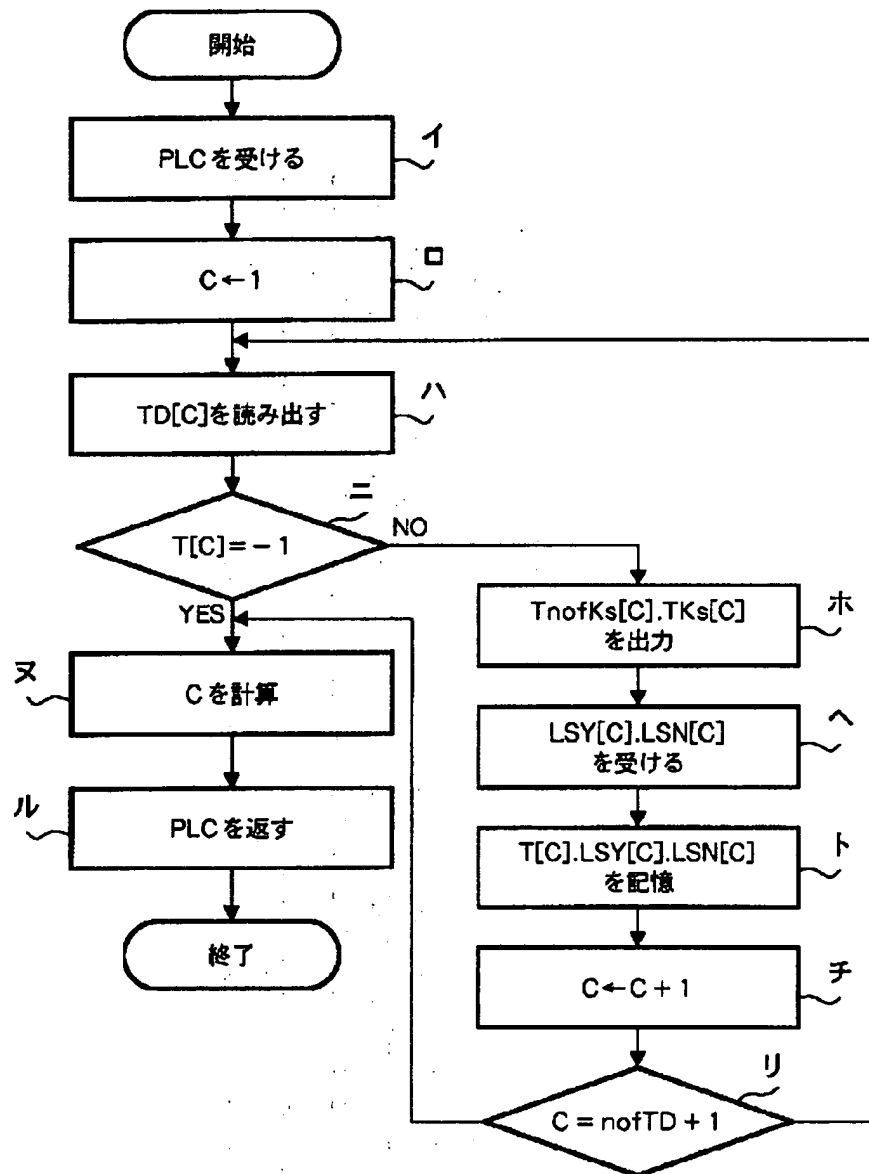 開始
PLCを受ける
イ
C←1
ロ
TD[C]を読み出す
ハ
T[C]=-1
ニ
NO
YES
TnofKs[C].TKs[C]
を出力
ホ
LSY[C].LSN[C]
を受ける
ヘ
T[C].LSY[C].LSN[C]
を記憶
ト
C←C+1
チ
C=nofTD+1
リ
Cを計算
ヌ
PLCを返す
ル
終了